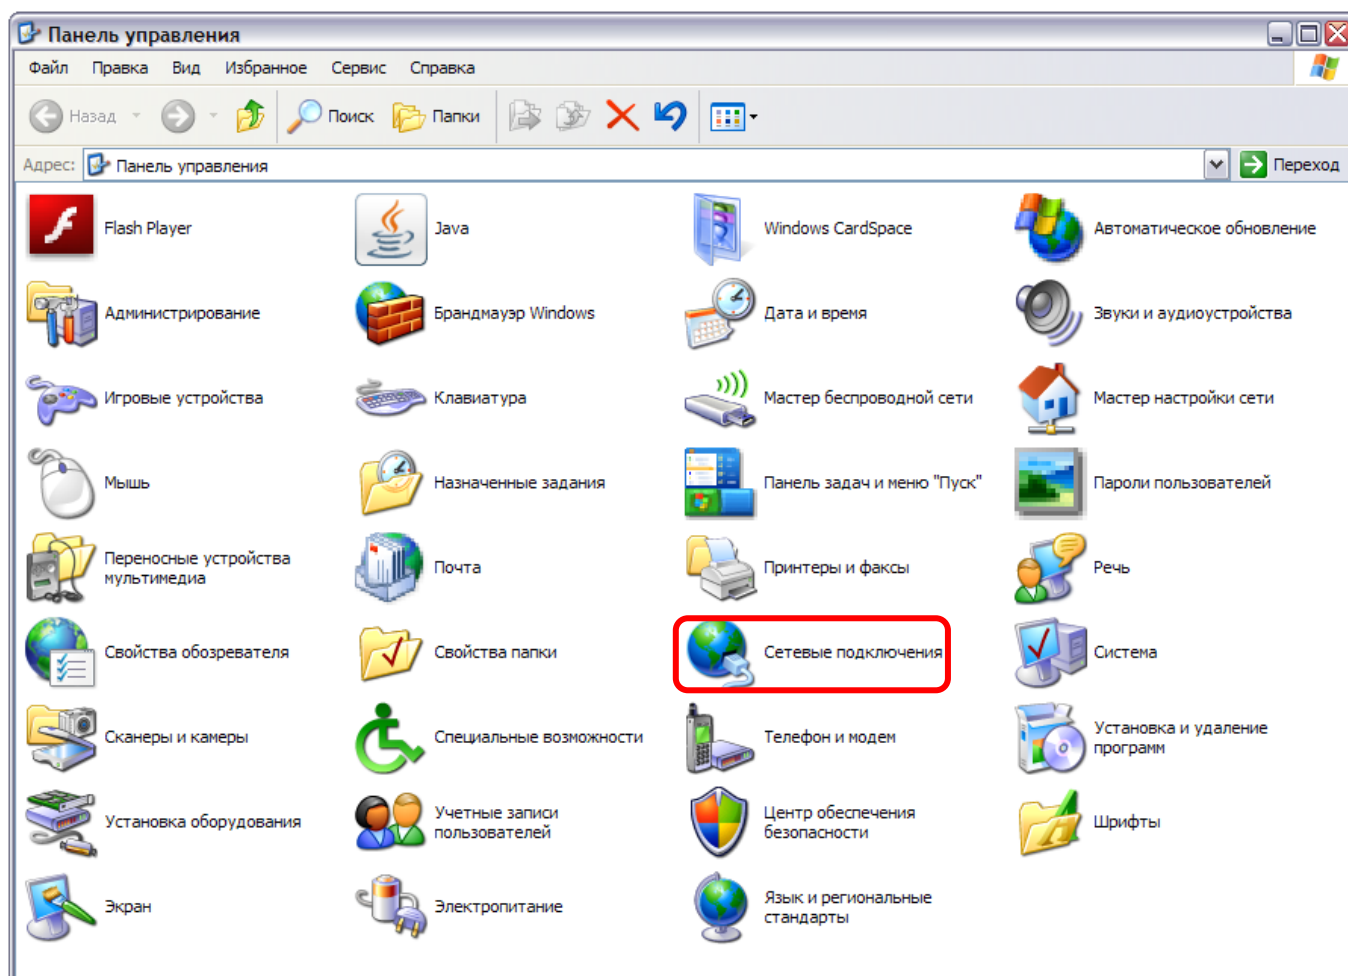 Панель управления
Файл Правка Вид Избранное Сервис Справка
Назад Поиск Папки
Адрес: Панель управления Переход
Flash Player
Java
Windows CardSpace
Автоматическое обновление
Администрирование
Брандмауэр Windows
Дата и время
Звуки и аудиоустройства
Игровые устройства
Клавиатура
Мастер беспроводной сети
Мастер настройки сети
Мышь
Назначенные задания
Панель задач и меню "Пуск"
Пароли пользователей
Переносные устройства
мультимедиа
Почта
Принтеры и факсы
Речь
Свойства обозревателя
Свойства папки
Сетевые подключения
Система
Сканеры и камеры
Специальные возможности
Телефон и модем
Установка и удаление
программ
Установка оборудования
Учетные записи
пользователей
Центр обеспечения
безопасности
Шрифты
Экран
Электропитание
Язык и региональные
стандарты